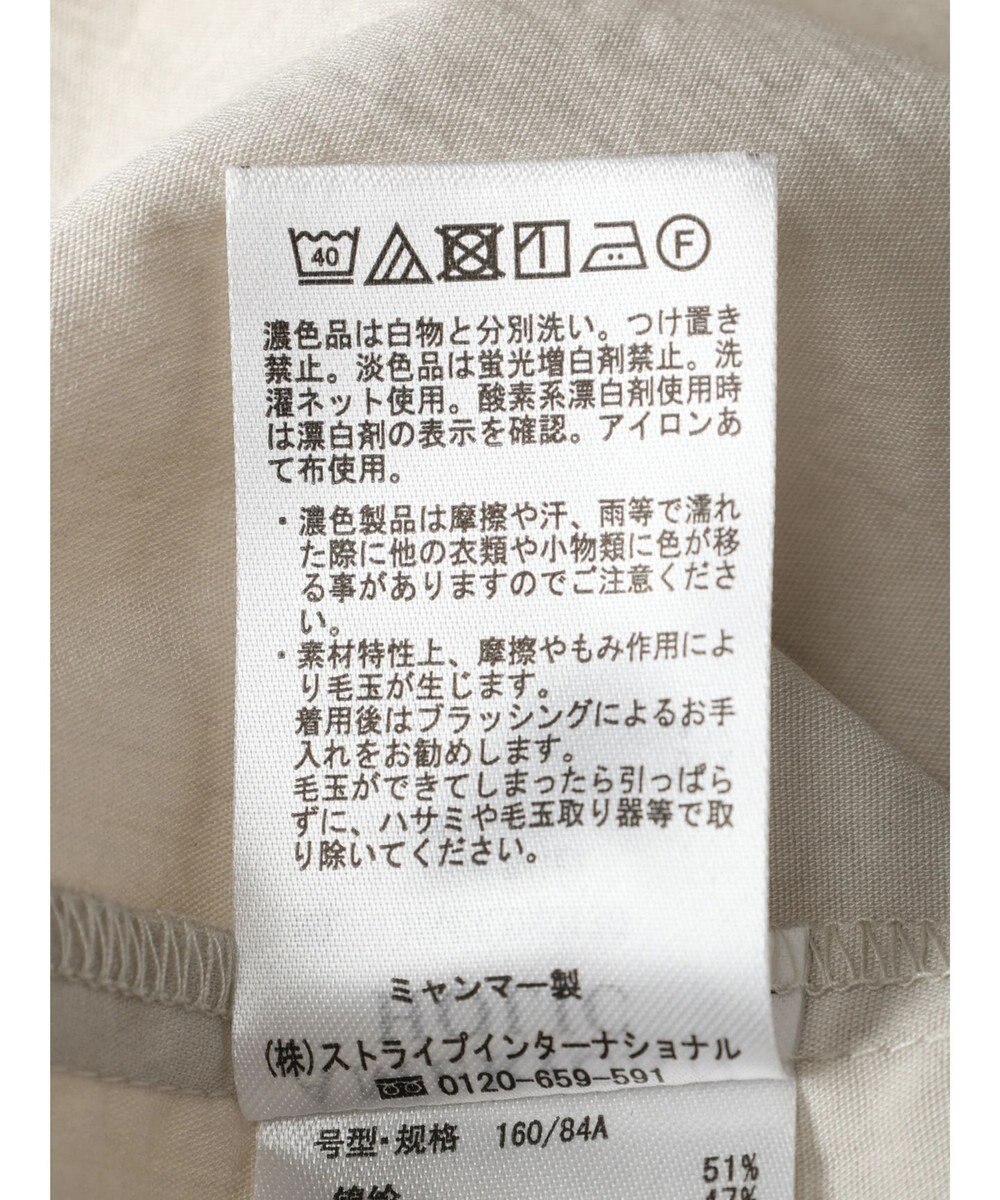 40 F
濃色品は白物と分別洗い。つけ置き
禁止。淡色品は蛍光増白剤禁止。洗
濯ネット使用。酸素系漂白剤使用時
は漂白剤の表示を確認。アイロンあ
て布使用。
・濃色製品は摩擦や汗、雨等で濡れ
た際に他の衣類や小物類に色が移
る事がありますのでご注意くださ
い。
・素材特性上、摩擦やもみ作用によ
り毛玉が生じます。
着用後はブラッシングによるお手
入れをお勧めします。
毛玉ができてしまったら引っぱら
ずに、ハサミや毛玉取り器等で取
り除いてください。
ミャンマー製
(株)ストライプインターナショナル
0120-659-591
号型·规格 160/84A
51%
47%